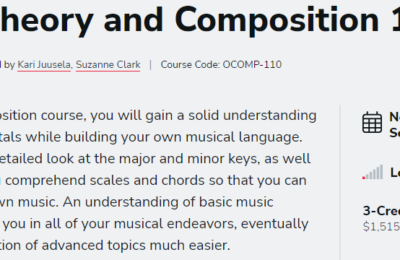 heory and Composition 1
d by Kari Juusela, Suzanne Clark | Course Code: OCOMP-110
osition course, you will gain a solid understanding
tals while building your own musical language.
etailed look at the major and minor keys, as well
comprehend scales and chords so that you can
wn music. An understanding of basic music
you in all of your musical endeavors, eventually
tion of advanced topics much easier.
N
Se
L
3-Cre
$1,515